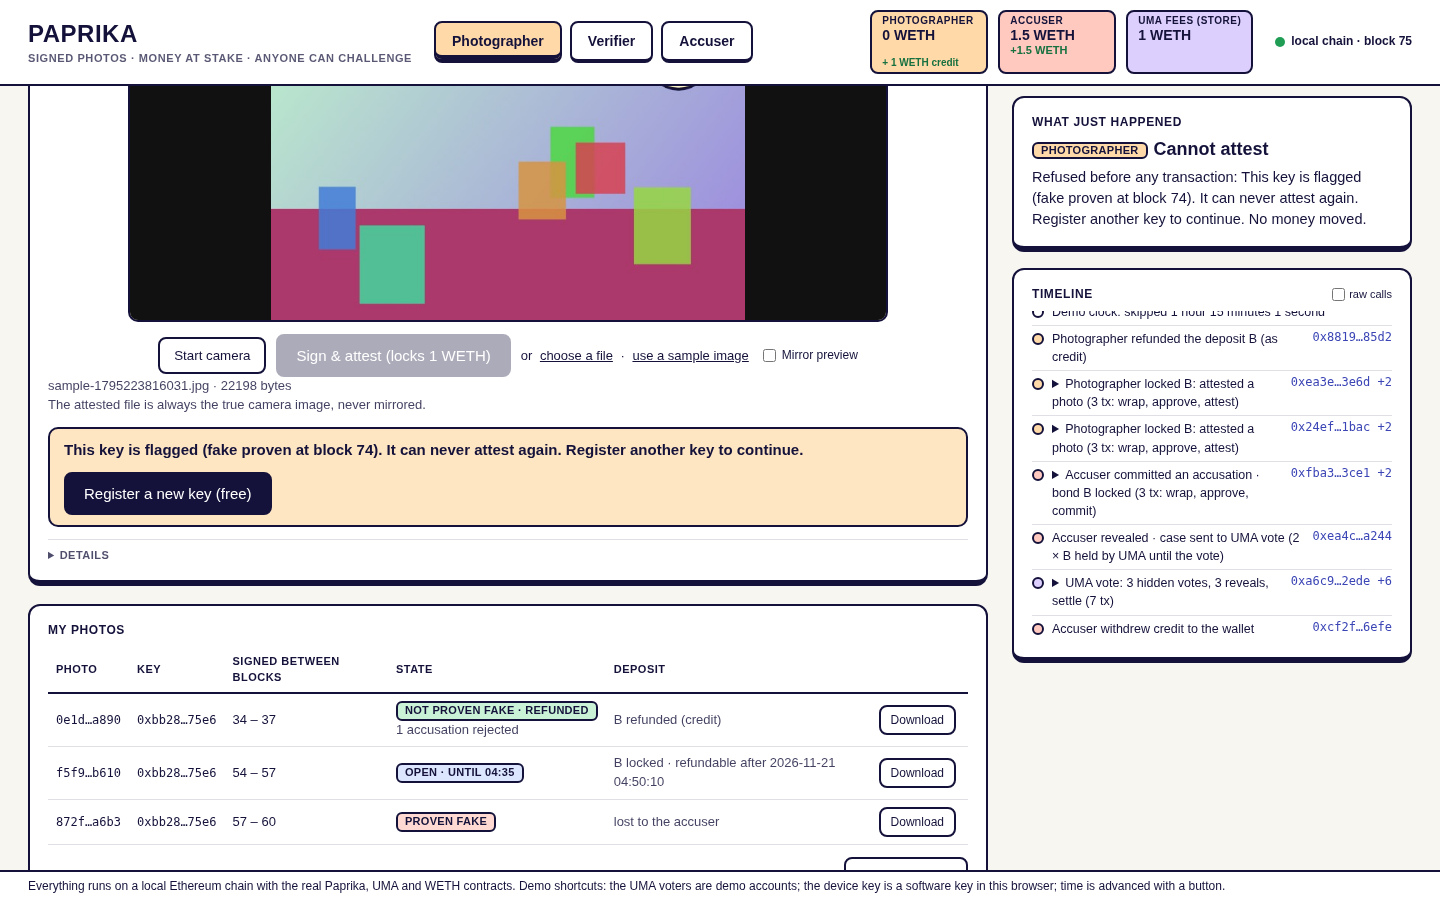 PAPRIKA
SIGNED PHOTOS · MONEY AT STAKE · ANYONE CAN CHALLENGE
Photographer
Verifier
Accuser
PHOTOGRAPHER
0 WETH
+ 1 WETH credit
ACCUSER
1.5 WETH
+1.5 WETH
UMA FEES (STORE)
1 WETH
local chain · block 75
Start camera
Sign & attest (locks 1 WETH)
or choose a file · use a sample image
Mirror preview
sample-1795223816031.jpg · 22198 bytes
The attested file is always the true camera image, never mirrored.
This key is flagged (fake proven at block 74). It can never attest again. Register another key to continue.
Register a new key (free)
DETAILS
MY PHOTOS
PHOTO
KEY
SIGNED BETWEEN
BLOCKS
STATE
DEPOSIT
0e1d…a890
0xbb28…75e6
34 – 37
NOT PROVEN FAKE · REFUNDED
1 accusation rejected
B refunded (credit)
Download
f5f9…b610
0xbb28…75e6
54 – 57
OPEN · UNTIL 04:35
B locked · refundable after 2026-11-21
04:50:10
Download
872f…a6b3
0xbb28…75e6
57 – 60
PROVEN FAKE
lost to the accuser
Download
WHAT JUST HAPPENED
PHOTOGRAPHER Cannot attest
Refused before any transaction: This key is flagged
(fake proven at block 74). It can never attest again.
Register another key to continue. No money moved.
TIMELINE
raw calls
Demo clock: skipped 1 hour 15 minutes 1 second
Photographer refunded the deposit B (as
credit)
0x8819…85d2
Photographer locked B: attested a
photo (3 tx: wrap, approve, attest)
0xea3e…3e6d +2
Photographer locked B: attested a
photo (3 tx: wrap, approve, attest)
0x24ef…1bac +2
Accuser committed an accusation ·
bond B locked (3 tx: wrap, approve,
commit)
0xfba3…3ce1 +2
Accuser revealed · case sent to UMA vote (2
× B held by UMA until the vote)
0xea4c…a244
UMA vote: 3 hidden votes, 3 reveals,
settle (7 tx)
0xa6c9…2ede +6
Accuser withdrew credit to the wallet
0xcf2f…6efe
Everything runs on a local Ethereum chain with the real Paprika, UMA and WETH contracts. Demo shortcuts: the UMA voters are demo accounts; the device key is a software key in this browser; time is advanced with a button.